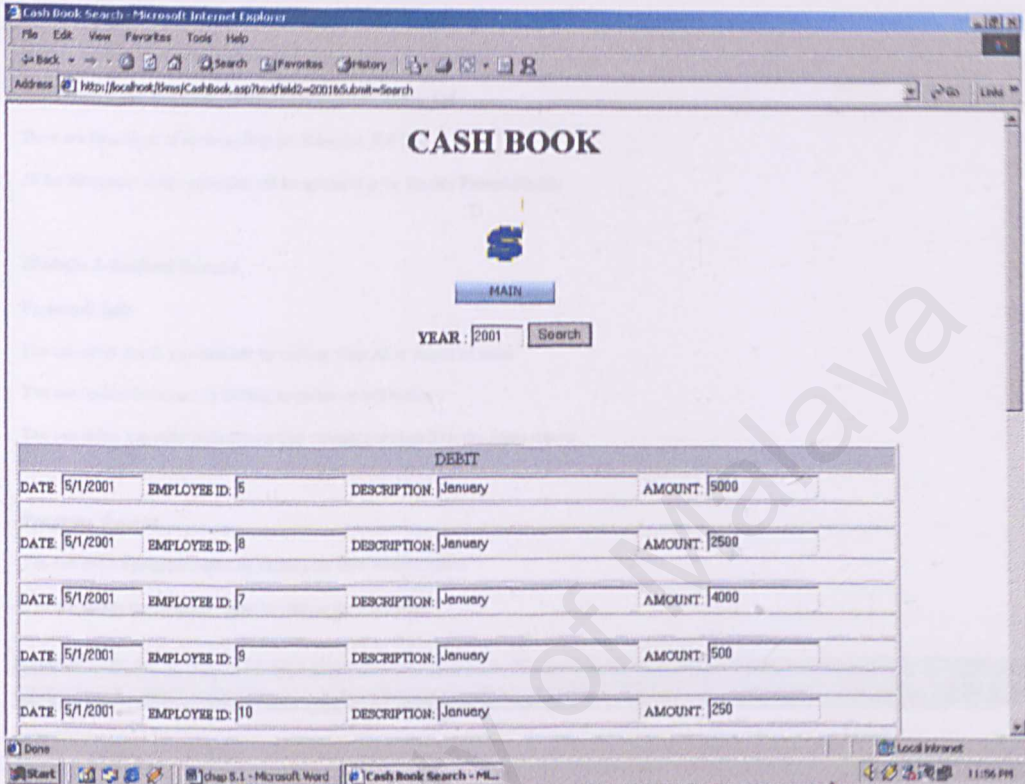 Cash Book Search - Microsoft Internet Explorer
File Edit View Favorites Tools Help
Back Search Favorites History
Address http://localhost/tkms/CashBook.asp?textfield2=2001&Submit=Search Go Links
CASH BOOK
S
MAIN
YEAR : 2001 Search
DEBIT
DATE: 5/1/2001 EMPLOYEE ID: 5 DESCRIPTION: January AMOUNT: 5000
DATE: 5/1/2001 EMPLOYEE ID: 8 DESCRIPTION: January AMOUNT: 2500
DATE: 5/1/2001 EMPLOYEE ID: 7 DESCRIPTION: January AMOUNT: 4000
DATE: 5/1/2001 EMPLOYEE ID: 9 DESCRIPTION: January AMOUNT: 500
DATE: 5/1/2001 EMPLOYEE ID: 10 DESCRIPTION: January AMOUNT: 250
Done Local intranet
Start chap 5.1 - Microsoft Word Cash Book Search - Mi... 11:56 PM
of Malaya